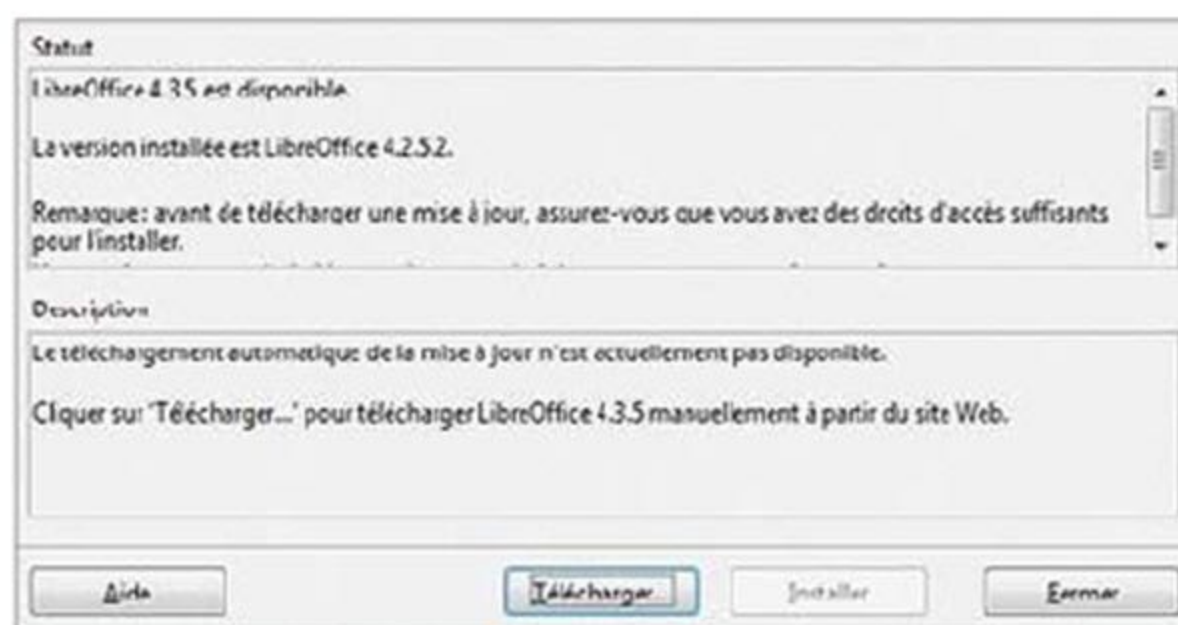 Statut
LibreOffice 4.3.5 est disponible.
La version installée est LibreOffice 4.2.5.2.
Remarque : avant de télécharger une mise à jour, assurez-vous que vous avez des droits d'accès suffisants
pour l'installer.
Description
Le téléchargement automatique de la mise à jour n'est actuellement pas disponible.
Cliquer sur 'Télécharger...' pour télécharger LibreOffice 4.3.5 manuellement à partir du site Web.
Aide
Télécharger
Installer
Fermer